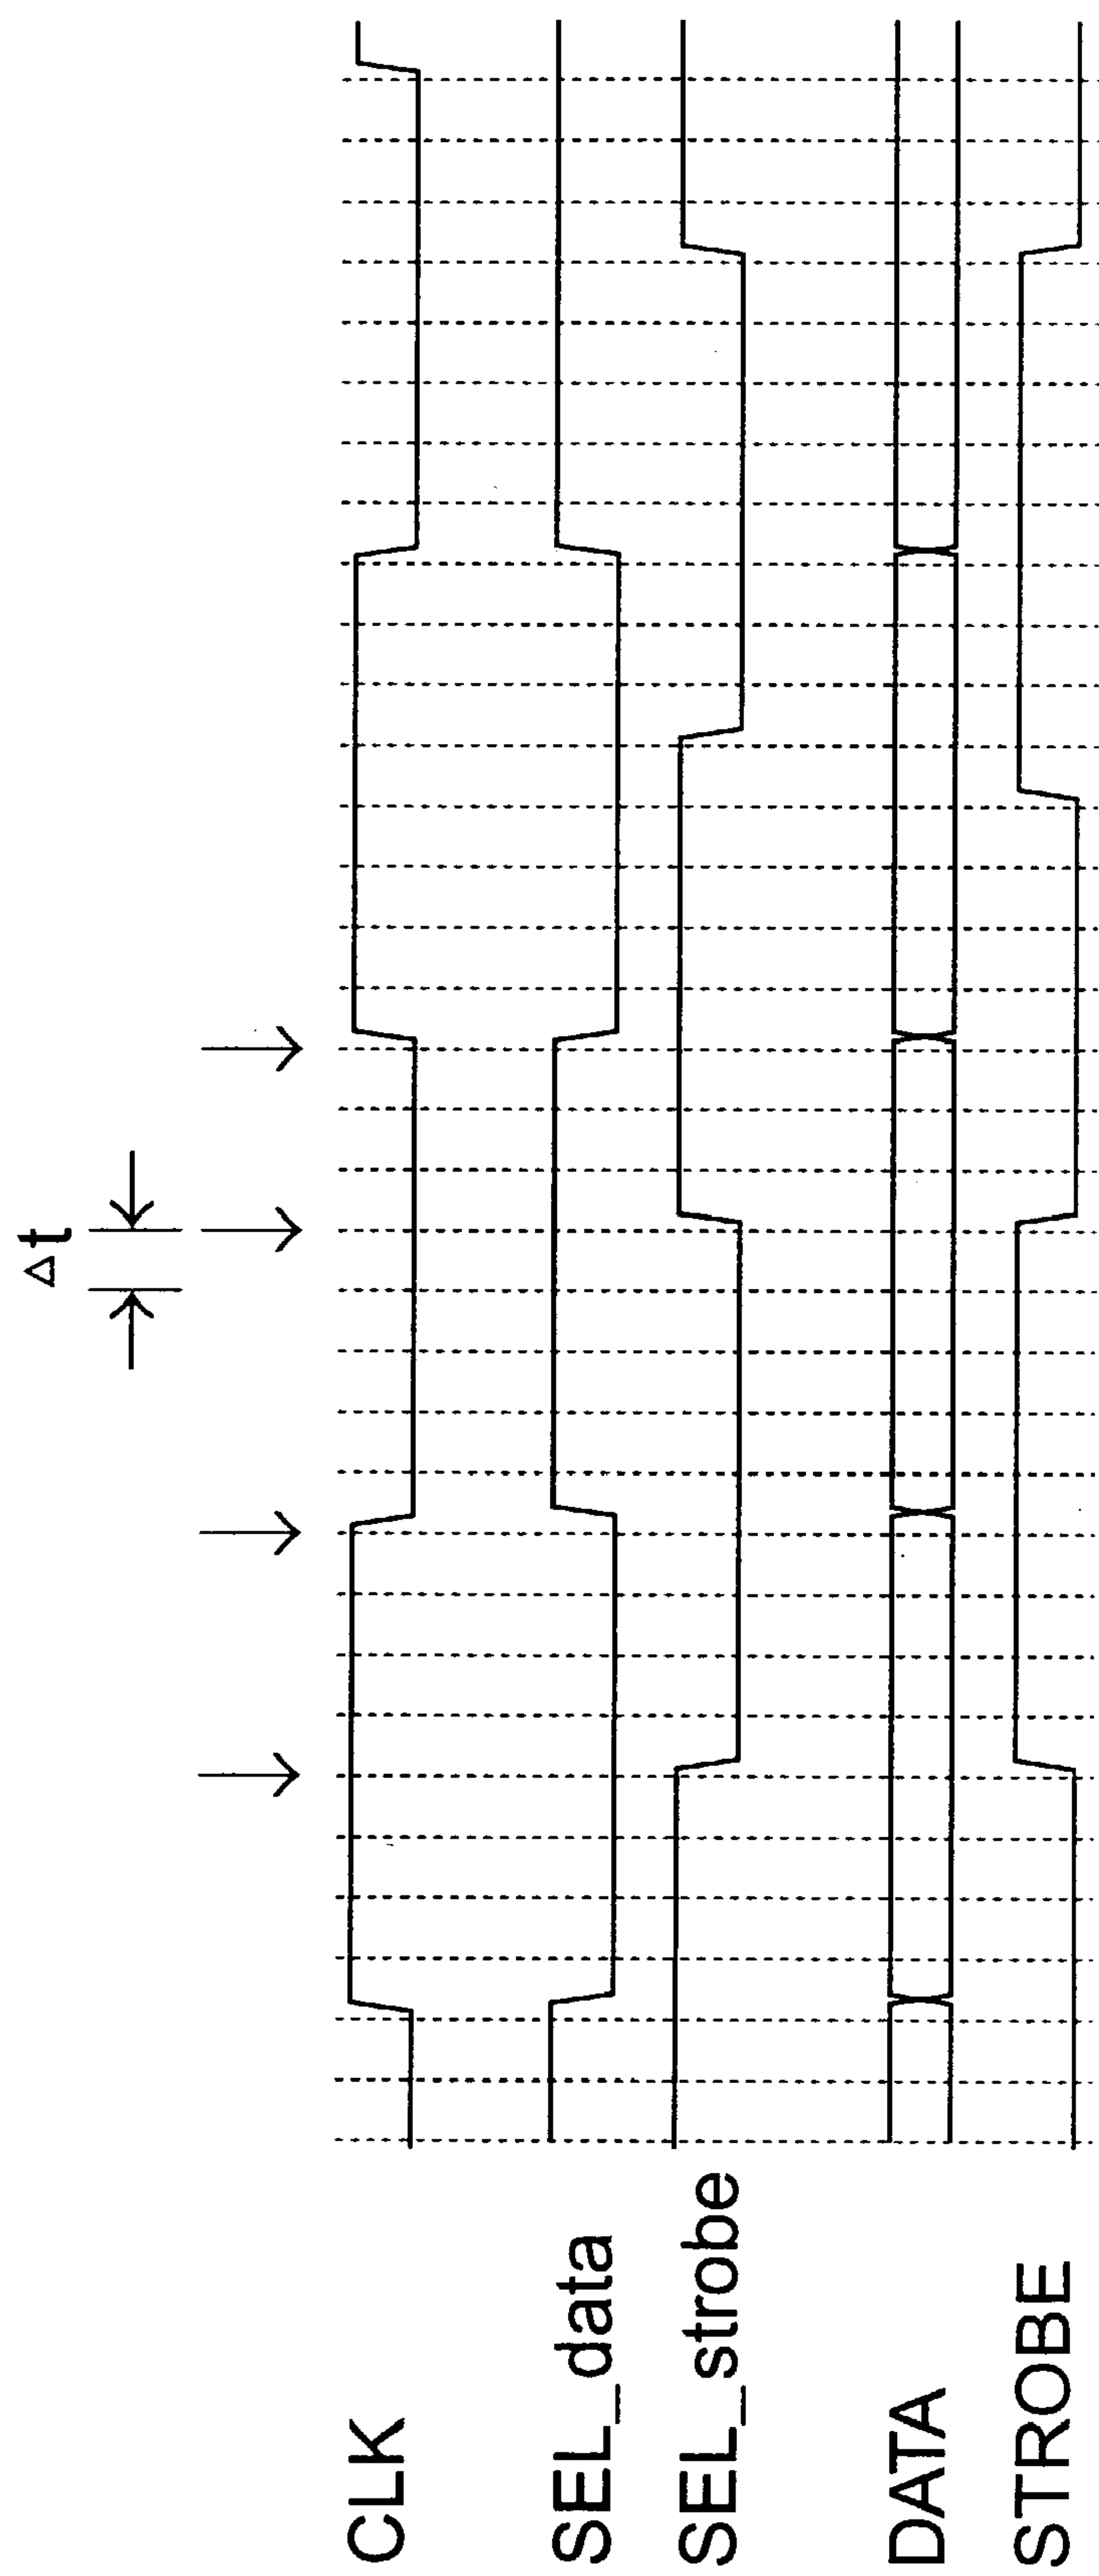 Δt
CLK
SEL_data
SEL_strobe
DATA
STROBE